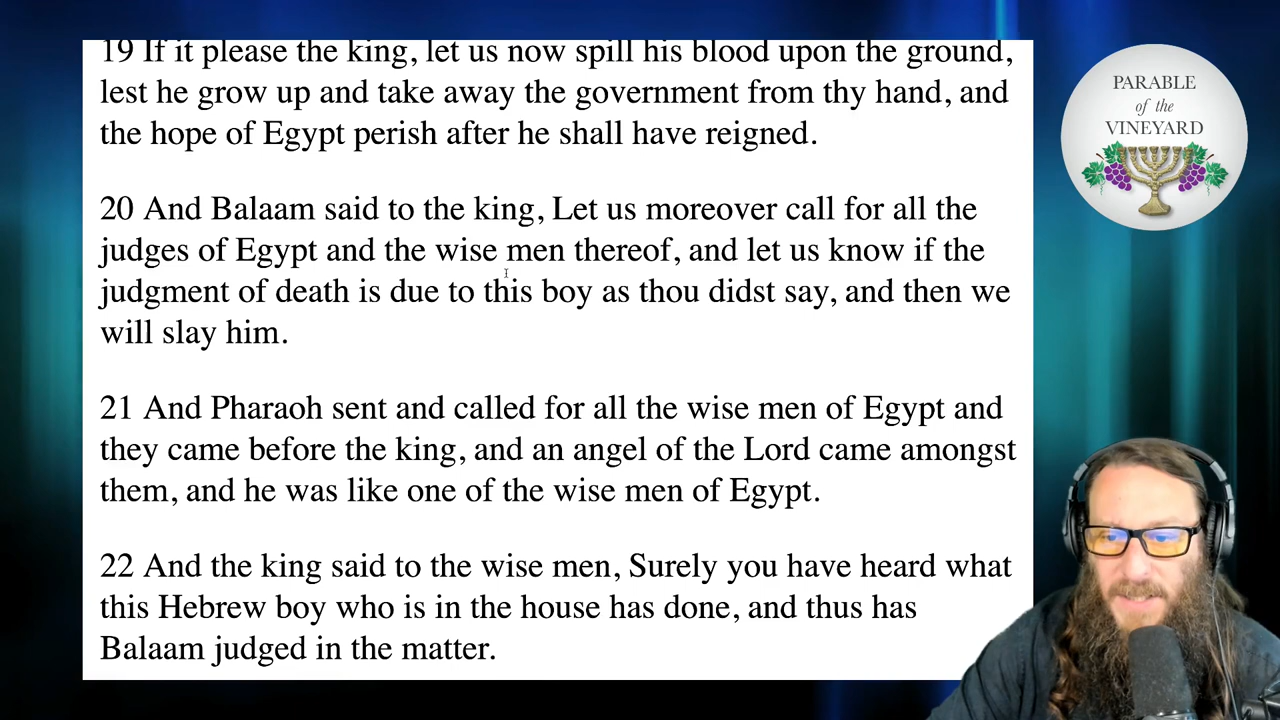 19 If it please the king, let us now spill his blood upon the ground,
lest he grow up and take away the government from thy hand, and
the hope of Egypt perish after he shall have reigned.
20 And Balaam said to the king, Let us moreover call for all the
judges of Egypt and the wise men thereof, and let us know if the
judgment of death is due to this boy as thou didst say, and then we
will slay him.
21 And Pharaoh sent and called for all the wise men of Egypt and
they came before the king, and an angel of the Lord came amongst
them, and he was like one of the wise men of Egypt.
22 And the king said to the wise men, Surely you have heard what
this Hebrew boy who is in the house has done, and thus has
Balaam judged in the matter.
PARABLE
of the
VINEYARD